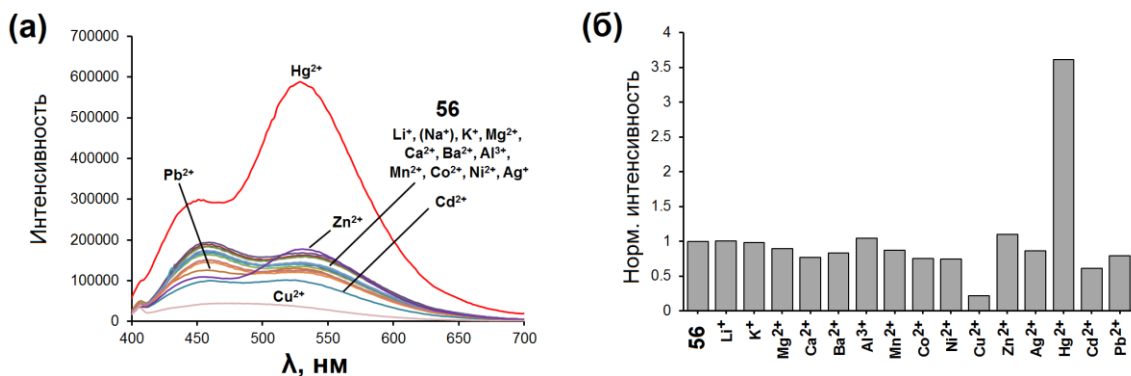 (а)
Интенсивность
700000
600000
500000
400000
300000
200000
100000
0
400
450
500
550
600
650
700
λ, нм
Hg²⁺
56
Li⁺, (Na⁺), K⁺, Mg²⁺,
Ca²⁺, Ba²⁺, Al³⁺,
Mn²⁺, Co²⁺, Ni²⁺, Ag⁺
Pb²⁺
Cd²⁺
Zn²⁺
Cu²⁺
(б)
Норм. интенсивность
4
3.5
3
2.5
2
1.5
1
0.5
0
56
Li⁺
K⁺
Mg²⁺
Ca²⁺
Ba²⁺
Al³⁺
Mn²⁺
Co²⁺
Ni²⁺
Cu²⁺
Zn²⁺
Ag²⁺
Hg²⁺
Cd²⁺
Pb²⁺